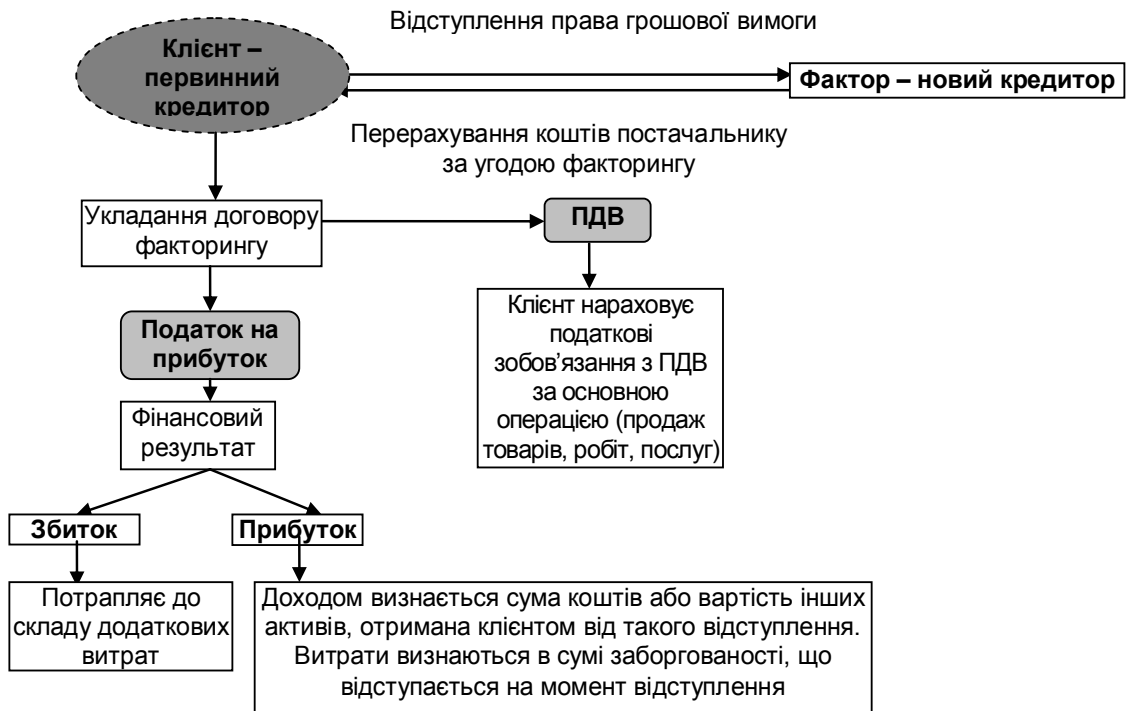 Відступлення права грошової вимоги
Клієнт –
первинний
кредитор
Фактор – новий кредитор
Перерахування коштів постачальнику
за угодою факторингу
Укладання договору
факторингу
ПДВ
Клієнт нараховує
податкові
зобов’язання з ПДВ
за основною
операцією (продаж
товарів, робіт, послуг)
Податок на
прибуток
Фінансовий
результат
Збиток
Прибуток
Потрапляє до
складу додаткових
витрат
Доходом визнається сума коштів або вартість інших
активів, отримана клієнтом від такого відступлення.
Витрати визнаються в сумі заборгованості, що
відступається на момент відступлення